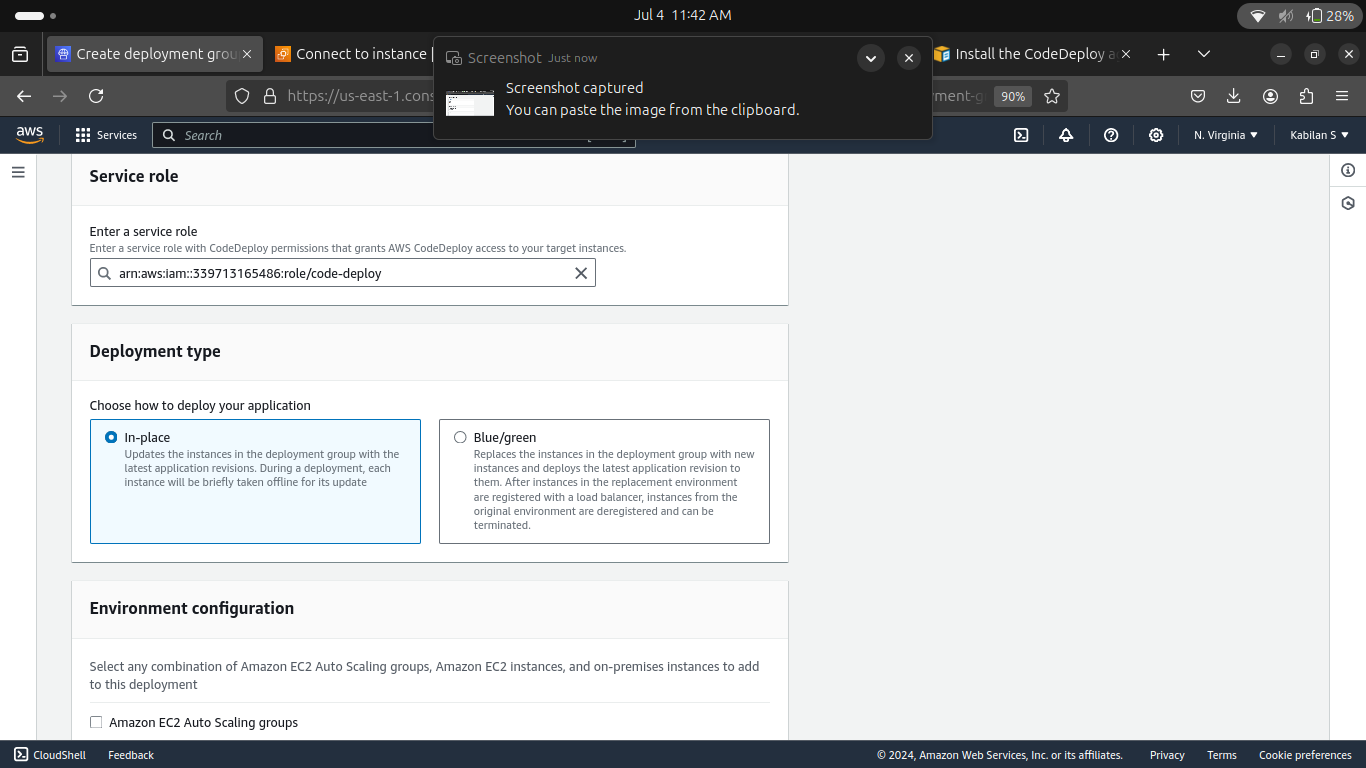 Jul 4 11:42 AM
28%
Create deployment grou
Connect to instance
Install the CodeDeploy a
Screenshot Just now
Screenshot captured
You can paste the image from the clipboard.
https://us-east-1.cons
90%
aws
Services
Search
N. Virginia
Kabilan S
Service role
Enter a service role
Enter a service role with CodeDeploy permissions that grants AWS CodeDeploy access to your target instances.
arn:aws:iam::339713165486:role/code-deploy
Deployment type
Choose how to deploy your application
In-place
Updates the instances in the deployment group with the
latest application revisions. During a deployment, each
instance will be briefly taken offline for its update
Blue/green
Replaces the instances in the deployment group with new
instances and deploys the latest application revision to
them. After instances in the replacement environment
are registered with a load balancer, instances from the
original environment are deregistered and can be
terminated.
Environment configuration
Select any combination of Amazon EC2 Auto Scaling groups, Amazon EC2 instances, and on-premises instances to add
to this deployment
Amazon EC2 Auto Scaling groups
CloudShell
Feedback
© 2024, Amazon Web Services, Inc. or its affiliates.
Privacy
Terms
Cookie preferences